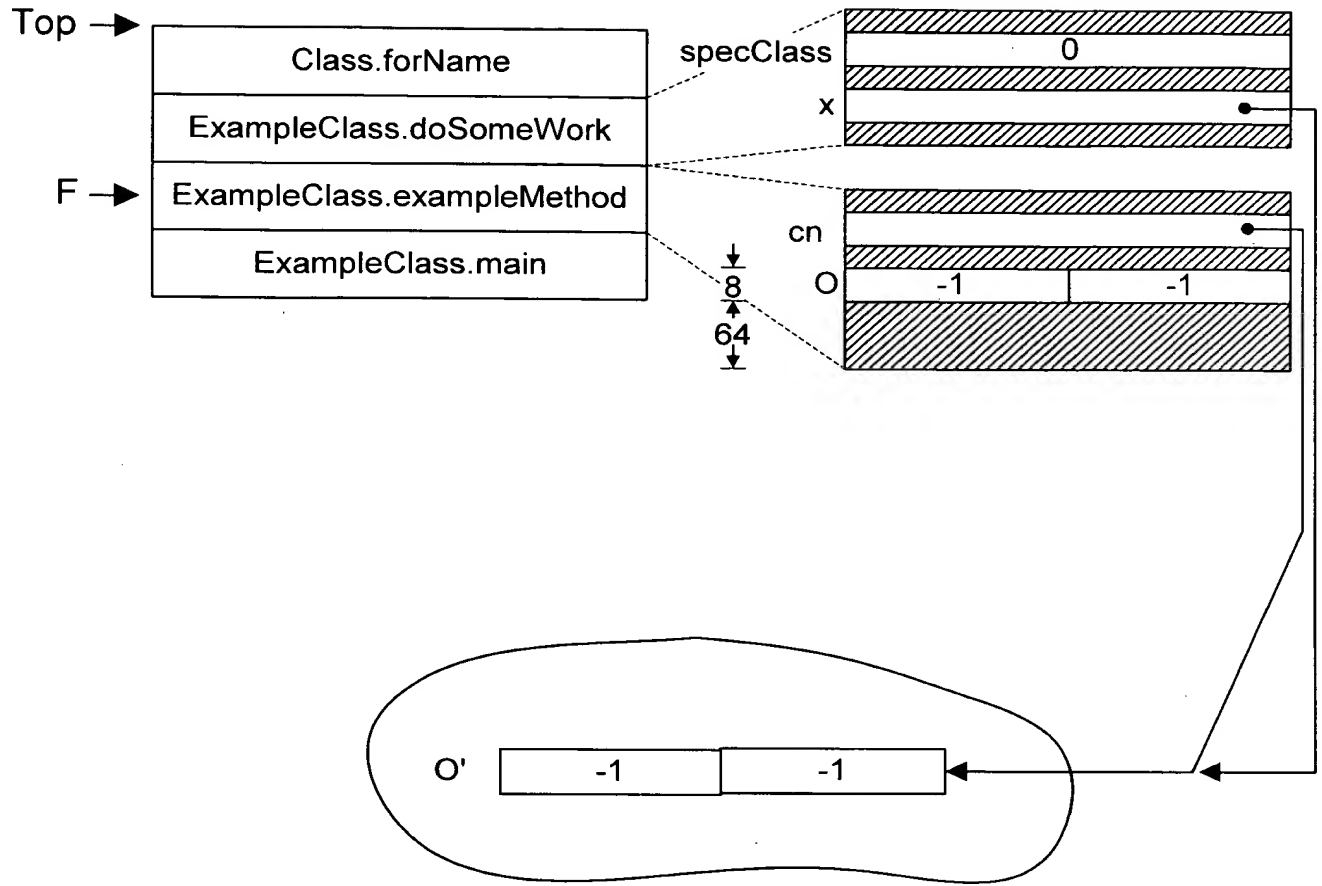 Top
Class.forName
ExampleClass.doSomeWork
F
ExampleClass.exampleMethod
ExampleClass.main
specClass
0
x
cn
8
O
-1 -1
64
O' -1 -1